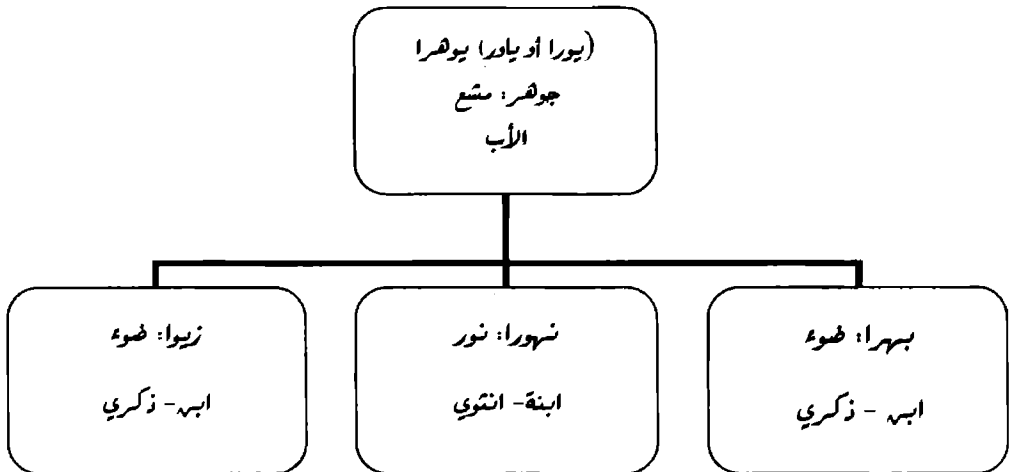 (يورا أو ياور) يوهرا
جوهر: مشع
الأب
بهرا: ضوء
ابن - ذكري
نهورا: نور
ابنة - انثوي
زيوا: ضوء
ابن - ذكري